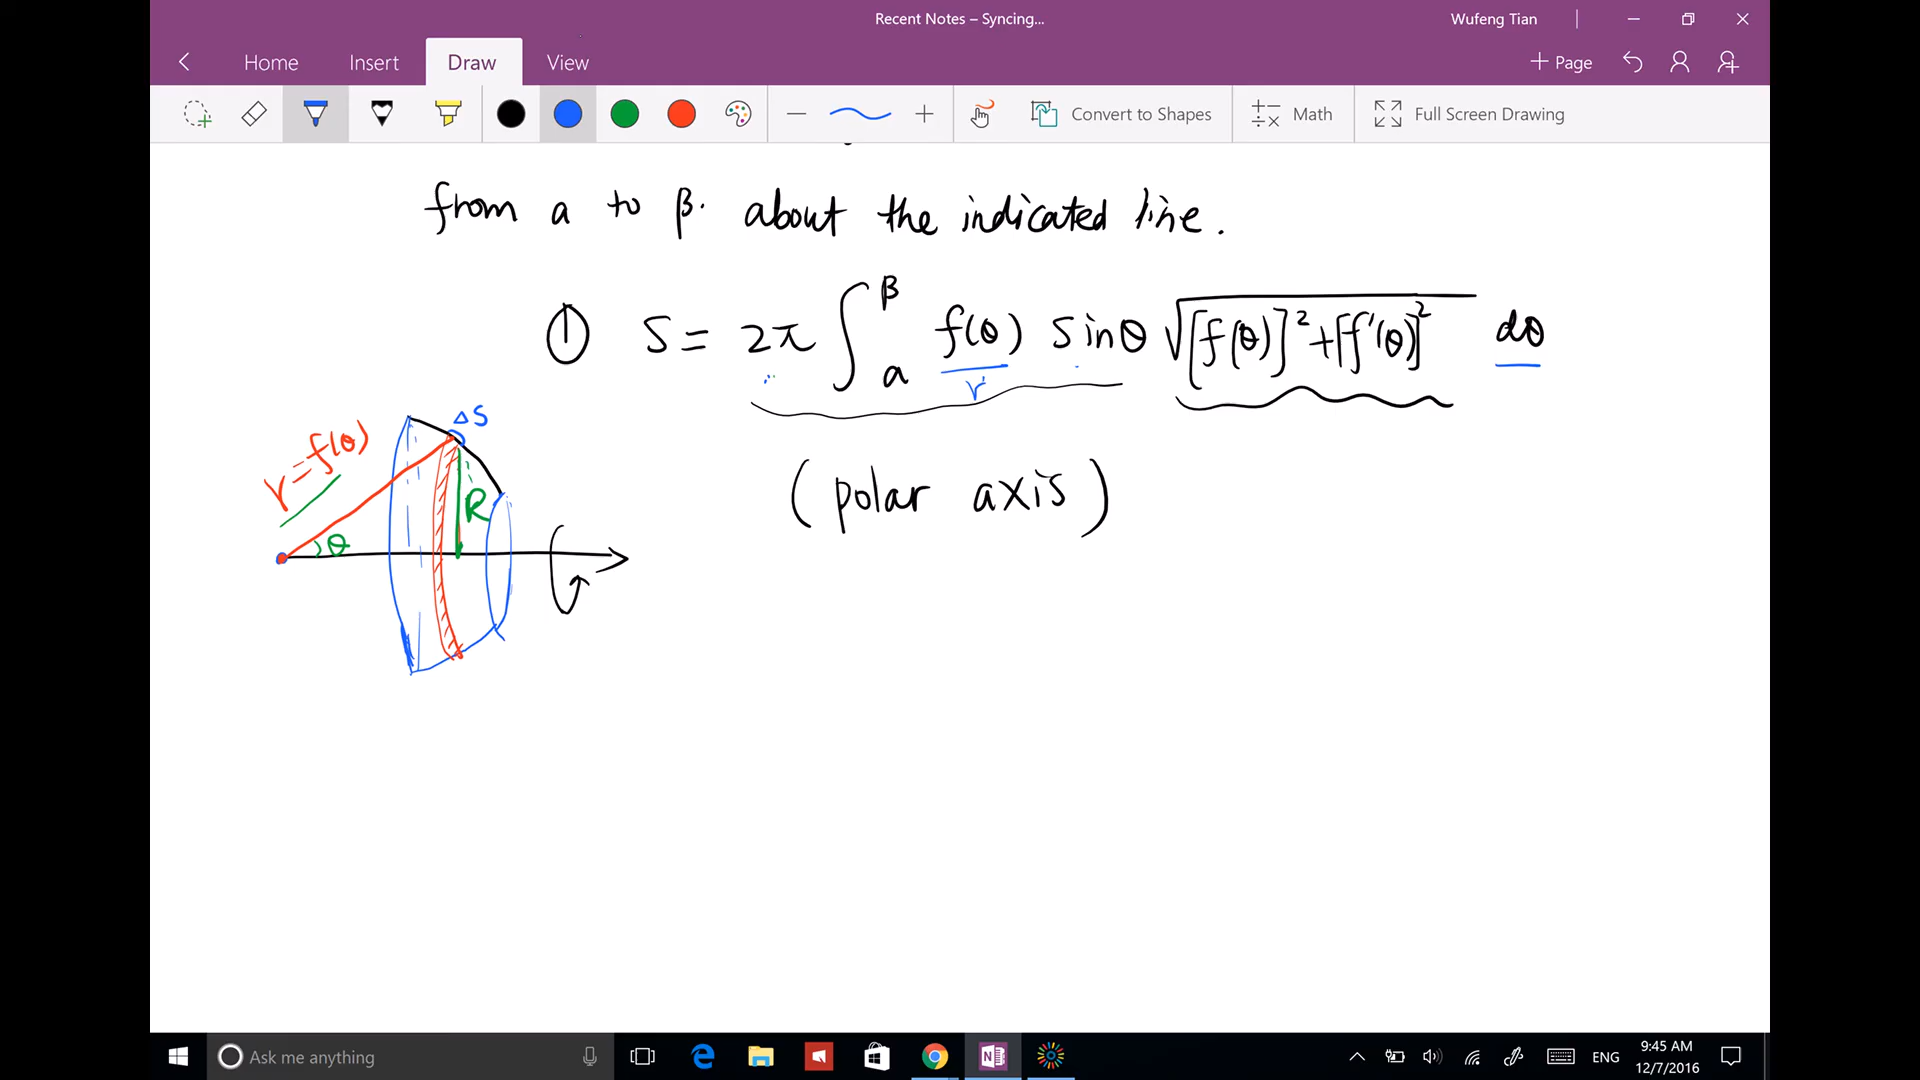 Recent Notes – Syncing...
Wufeng Tian
Home Insert Draw View
Page
Convert to Shapes Math Full Screen Drawing
from a to β. about the indicated line.
① S = 2π ∫ₐ^β f(θ) sinθ √([f(θ)]² + [f'(θ)]²) dθ
r
(polar axis)
ΔS
r = f(θ)
R
θ
Ask me anything
ENG
9:45 AM
12/7/2016